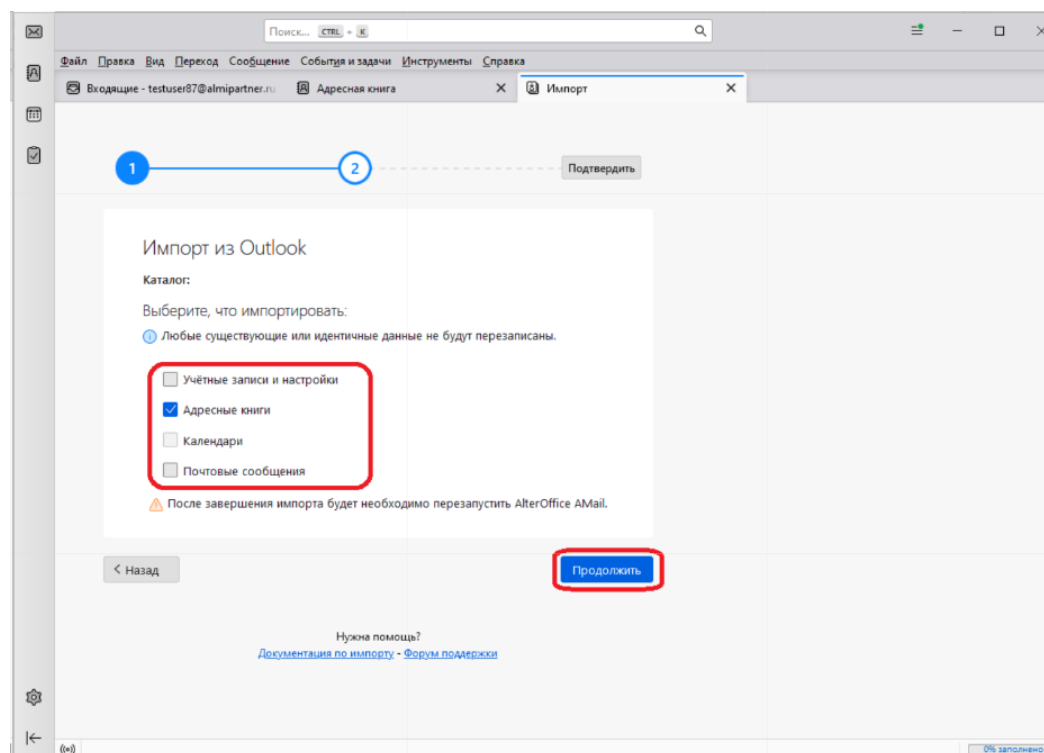 Поиск... CTRL + K
Файл Правка Вид Переход Сообщение События и задачи Инструменты Справка
Входящие - testuser87@almipartner.ru Адресная книга Импорт
1 2 Подтвердить
Импорт из Outlook
Каталог:
Выберите, что импортировать:
Любые существующие или идентичные данные не будут перезаписаны.
Учётные записи и настройки
Адресные книги
Календари
Почтовые сообщения
После завершения импорта будет необходимо перезапустить AlterOffice AMail.
Назад Продолжить
Нужна помощь?
Документация по импорту - Форум поддержки
0% заполнено